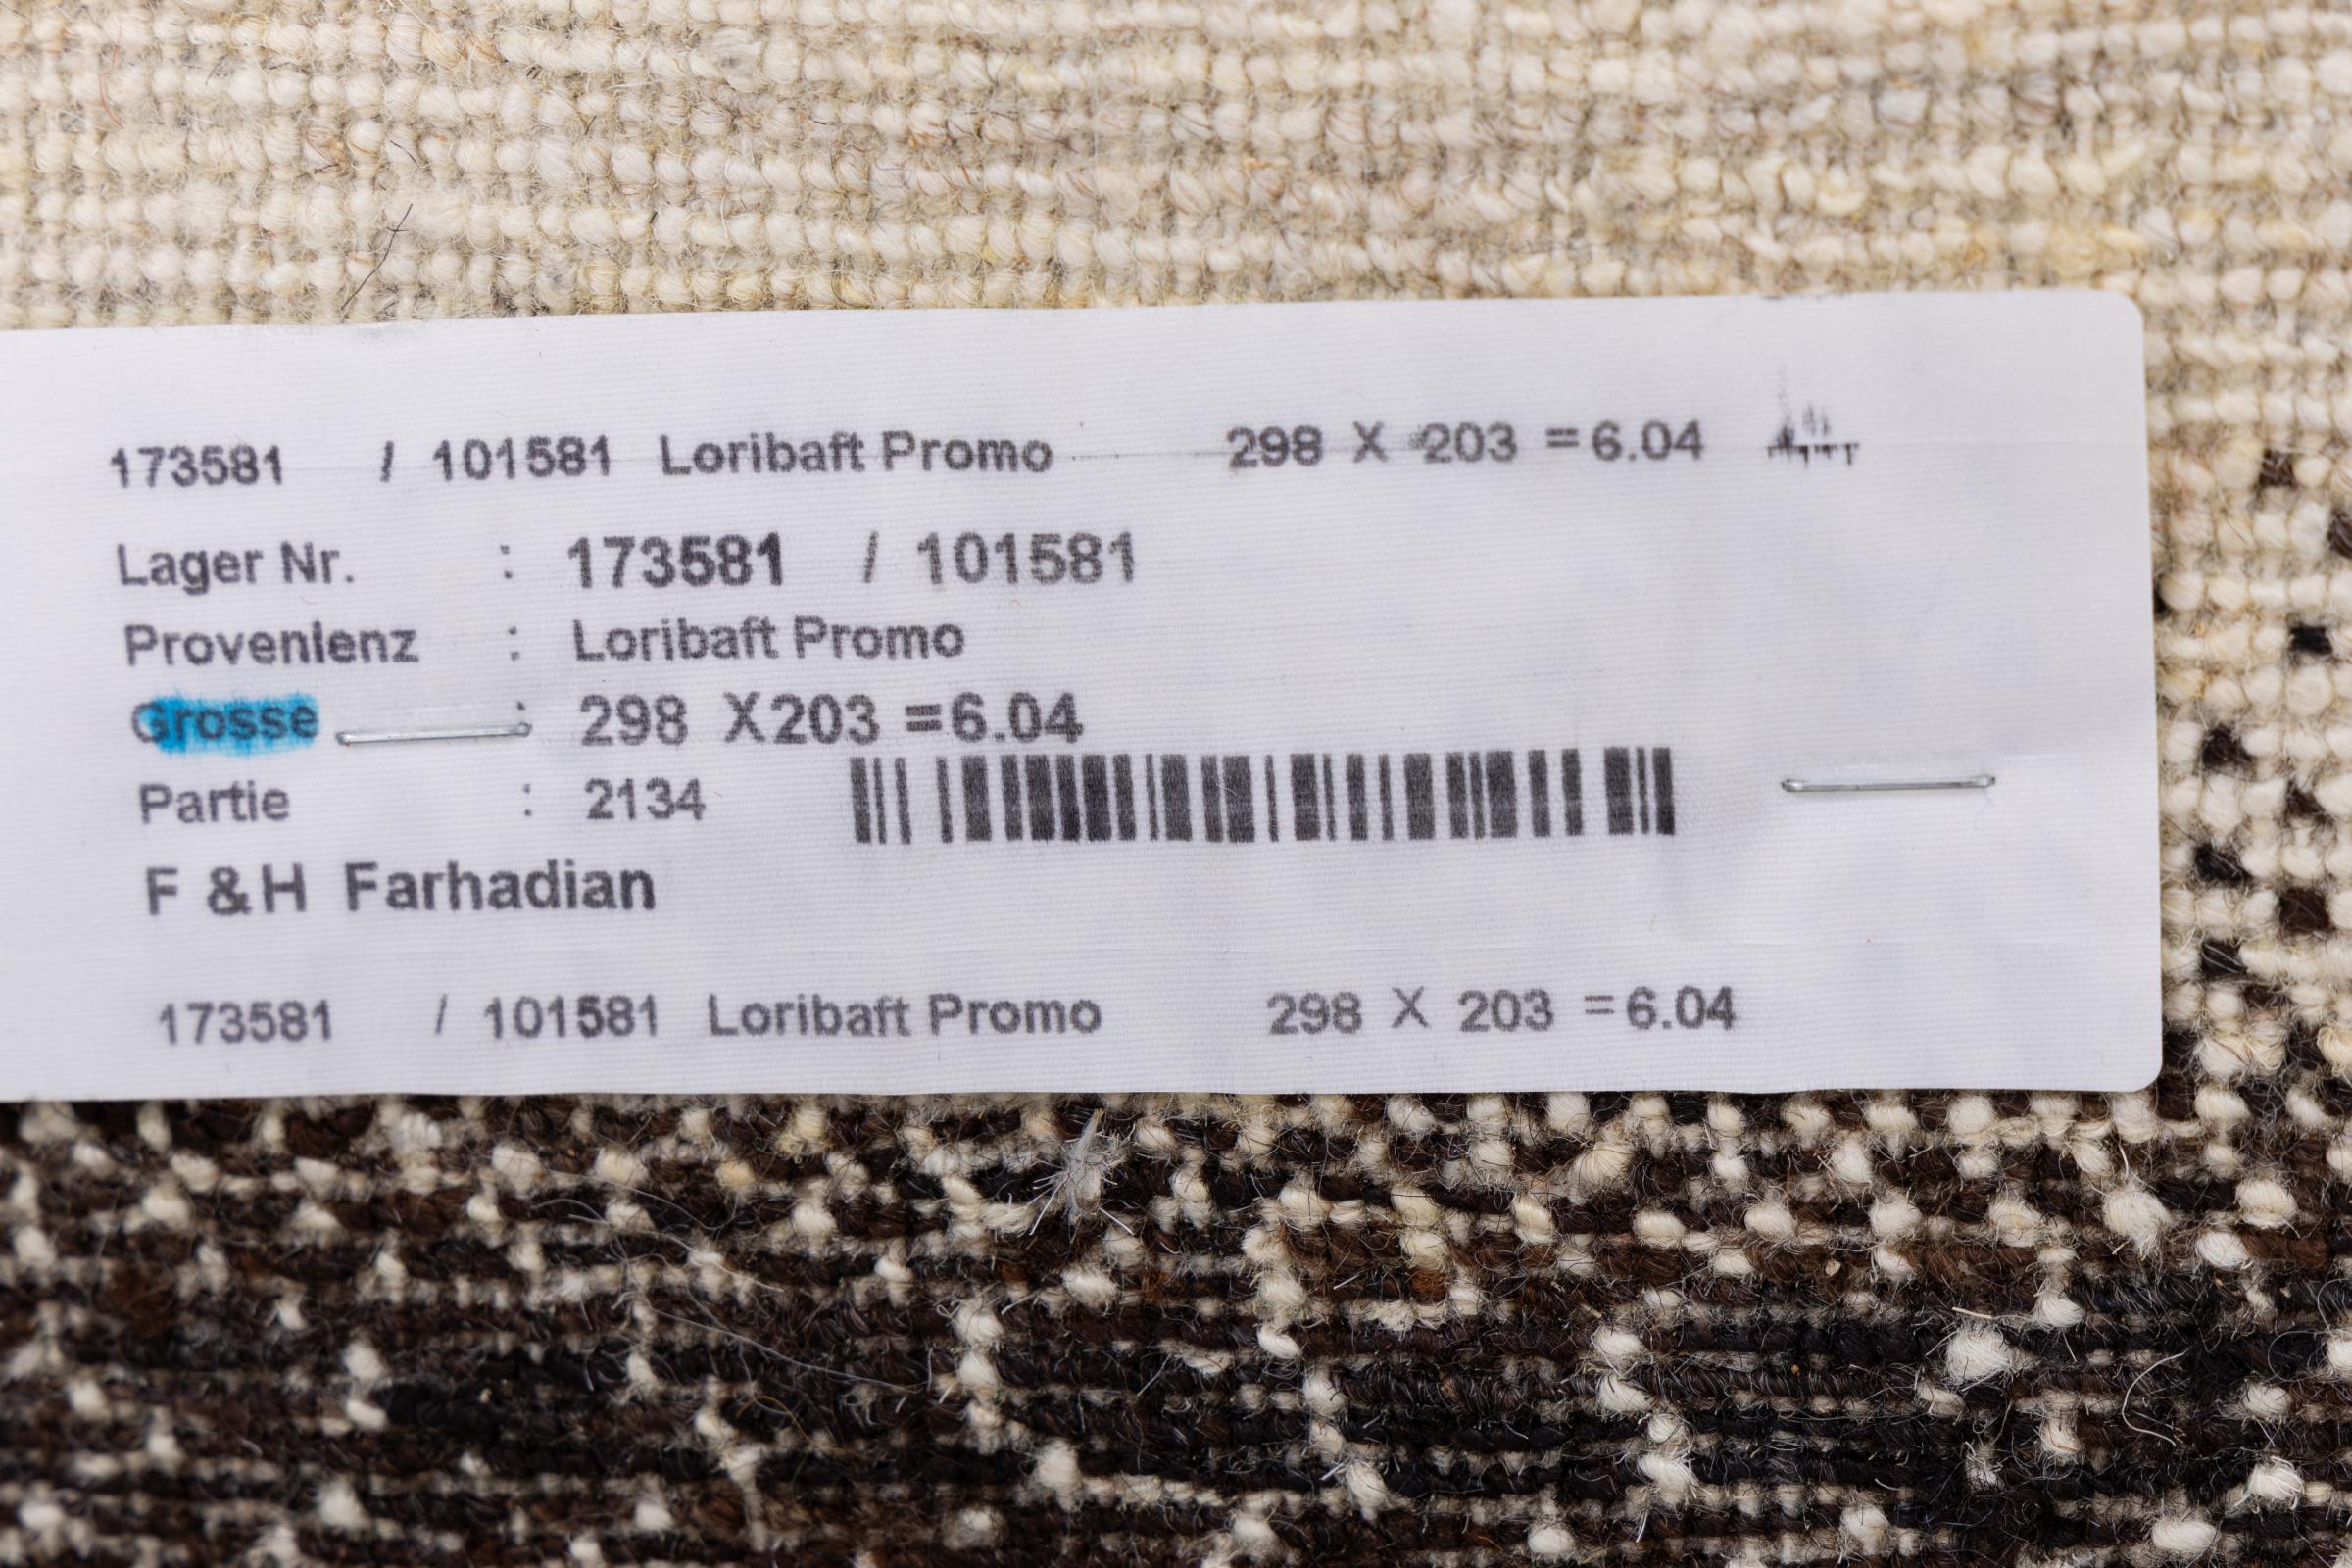 173581 / 101581 Loribaft Promo 298 X 203 = 6.04
Lager Nr. : 173581 / 101581
Provenienz : Loribaft Promo
Grosse : 298 X203 =6.04
Partie : 2134
F & H Farhadian
173581 / 101581 Loribaft Promo 298 X 203 = 6.04